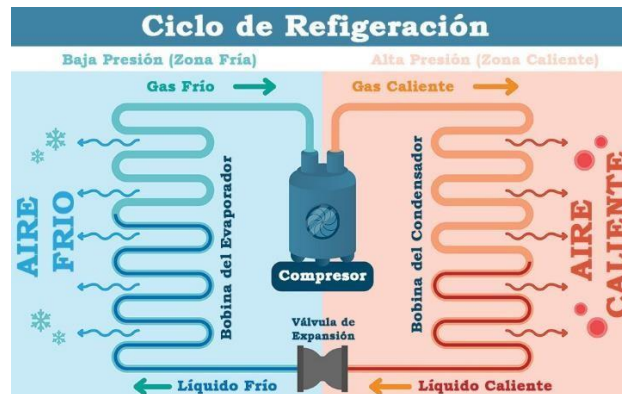 Ciclo de Refigeración
Baja Presión (Zona Fría)
Alta Presión (Zona Caliente)
Gas Frío
Gas Caliente
AIRE
FRIO
Bobina del Evaporador
Compresor
Bobina del Condensador
AIRE
CALIENTE
Válvula de
Expansión
Líquido Frío
Líquido Caliente